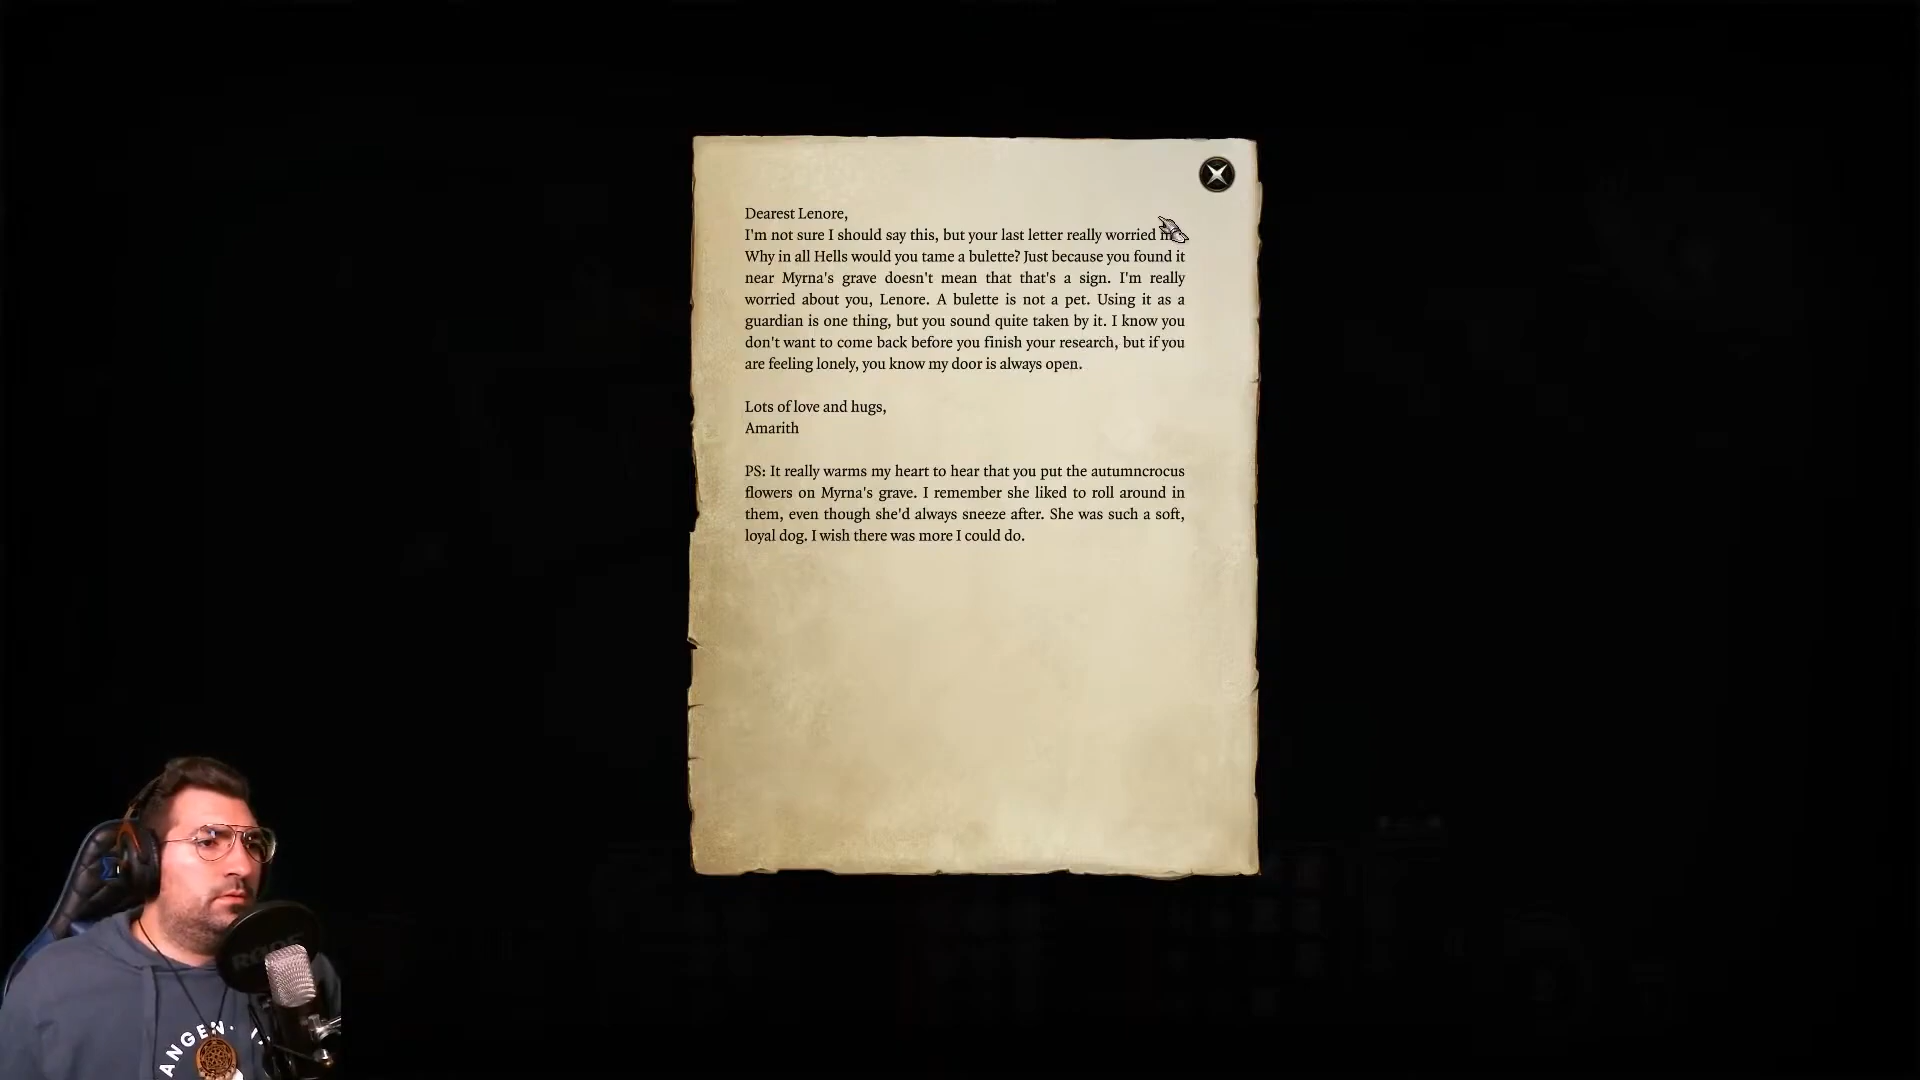 Dearest Lenore,
I'm not sure I should say this, but your last letter really worried
Why in all Hells would you tame a bulette? Just because you found it
near Myrna's grave doesn't mean that that's a sign. I'm really
worried about you, Lenore. A bulette is not a pet. Using it as a
guardian is one thing, but you sound quite taken by it. I know you
don't want to come back before you finish your research, but if you
are feeling lonely, you know my door is always open.
Lots of love and hugs,
Amarith
PS: It really warms my heart to hear that you put the autumncrocus
flowers on Myrna's grave. I remember she liked to roll around in
them, even though she'd always sneeze after. She was such a soft,
loyal dog. I wish there was more I could do.